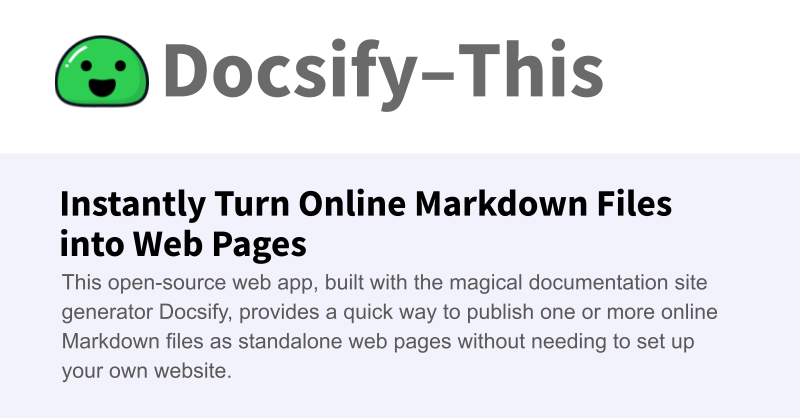 Docsify–This
Instantly Turn Online Markdown Files
into Web Pages
This open-source web app, built with the magical documentation site
generator Docsify, provides a quick way to publish one or more online
Markdown files as standalone web pages without needing to set up
your own website.